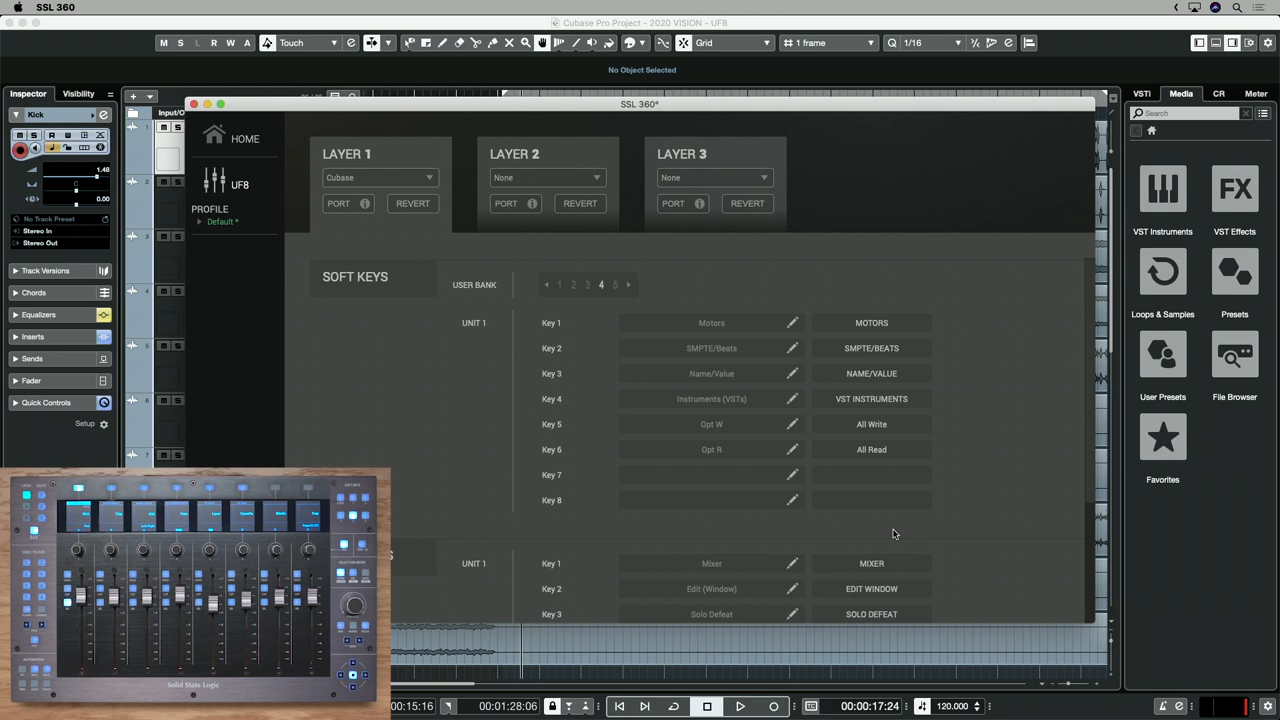 SSL 360
Cubase Pro Project - 2020 VISION - UF8
M S L R W A
Touch
Grid
1 frame
Q 1/16
No Object Selected
Inspector
Visibility
Kick
M S R W
1.48
C
0.00
No Track Preset
Stereo In
Stereo Out
Track Versions
Chords
Equalizers
Inserts
Sends
Fader
Quick Controls
Setup
Input/O
1 M S
2 M S
3 M S
4 M S
5 M S
6 M S
7 M S
SSL 360°
HOME
UF8
PROFILE
Default *
LAYER 1
Cubase
PORT
REVERT
LAYER 2
None
PORT
REVERT
LAYER 3
None
PORT
REVERT
SOFT KEYS
USER BANK
1 2 3 4 5
UNIT 1
Key 1 Motors MOTORS
Key 2 SMPTE/Beats SMPTE/BEATS
Key 3 Name/Value NAME/VALUE
Key 4 Instruments (VSTs) VST INSTRUMENTS
Key 5 Opt W All Write
Key 6 Opt R All Read
Key 7
Key 8
S
UNIT 1
Key 1 Mixer MIXER
Key 2 Edit (Window) EDIT WINDOW
Key 3 Solo Defeat SOLO DEFEAT
VSTi
Media
CR
Meter
Search
VST Instruments
FX
VST Effects
Loops & Samples
Presets
User Presets
File Browser
Favorites
Solid State Logic
00:15:16
00:01:28:06
00:00:17:24
120.000